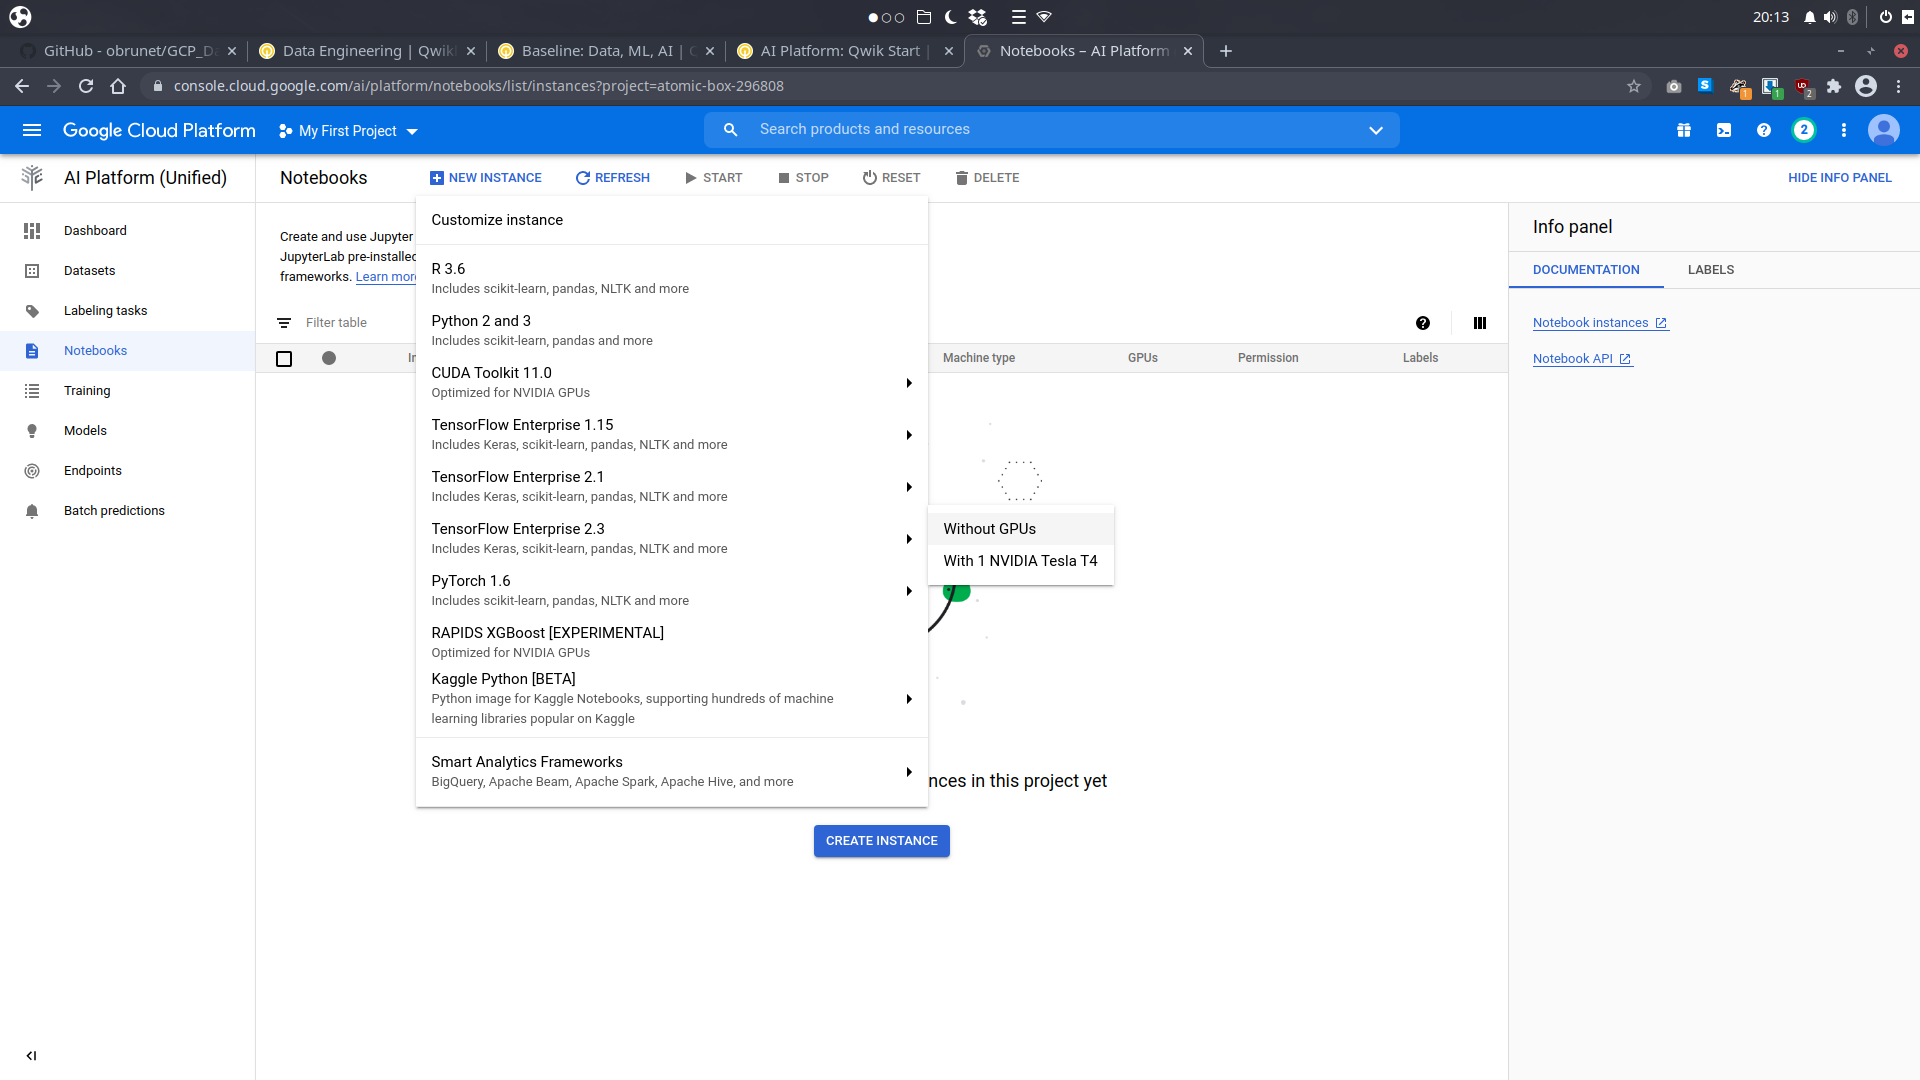 20:13
GitHub - obrunet/GCP_Da
Data Engineering | Qwikl
Baseline: Data, ML, AI |
AI Platform: Qwik Start |
Notebooks – AI Platform
console.cloud.google.com/ai/platform/notebooks/list/instances?project=atomic-box-296808
1
1
2
Google Cloud Platform
My First Project
Search products and resources
2
AI Platform (Unified)
Notebooks
NEW INSTANCE
REFRESH
START
STOP
RESET
DELETE
HIDE INFO PANEL
Dashboard
Datasets
Labeling tasks
Notebooks
Training
Models
Endpoints
Batch predictions
Create and use Jupyter
JupyterLab pre-installed
frameworks. Learn more
Filter table
Machine type
GPUs
Permission
Labels
Customize instance
R 3.6
Includes scikit-learn, pandas, NLTK and more
Python 2 and 3
Includes scikit-learn, pandas and more
CUDA Toolkit 11.0
Optimized for NVIDIA GPUs
TensorFlow Enterprise 1.15
Includes Keras, scikit-learn, pandas, NLTK and more
TensorFlow Enterprise 2.1
Includes Keras, scikit-learn, pandas, NLTK and more
TensorFlow Enterprise 2.3
Includes Keras, scikit-learn, pandas, NLTK and more
PyTorch 1.6
Includes scikit-learn, pandas, NLTK and more
RAPIDS XGBoost [EXPERIMENTAL]
Optimized for NVIDIA GPUs
Kaggle Python [BETA]
Python image for Kaggle Notebooks, supporting hundreds of machine
learning libraries popular on Kaggle
Smart Analytics Frameworks
BigQuery, Apache Beam, Apache Spark, Apache Hive, and more
Without GPUs
With 1 NVIDIA Tesla T4
nces in this project yet
CREATE INSTANCE
Info panel
DOCUMENTATION
LABELS
Notebook instances
Notebook API